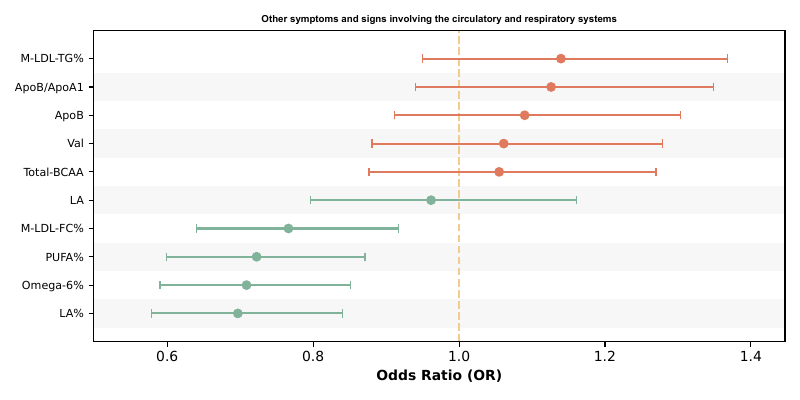 Other symptoms and signs involving the circulatory and respiratory systems
M-LDL-TG%
ApoB/ApoA1
ApoB
Val
Total-BCAA
LA
M-LDL-FC%
PUFA%
Omega-6%
LA%
0.6 0.8 1.0 1.2 1.4
Odds Ratio (OR)